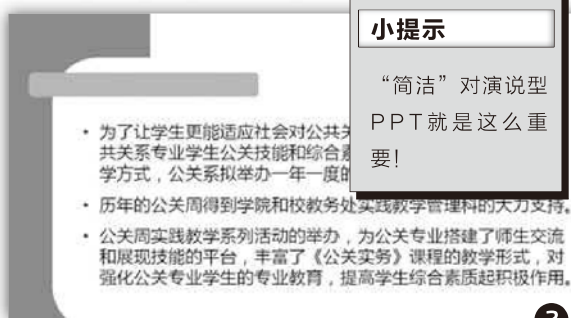 小提示
“简洁”对演说型
PPT就是这么重
要!
• 为了让学生更能适应社会对公共关
共关系专业学生公关技能和综合素
学方式，公关系拟举办一年一度的
• 历年的公关周得到学院和校教务处实践教学管理科的大力支持。
• 公关周实践教学系列活动的举办，为公关专业搭建了师生交流
和展现技能的平台，丰富了《公关实务》课程的教学形式，对
强化公关专业学生的专业教育，提高学生综合素质起积极作用。